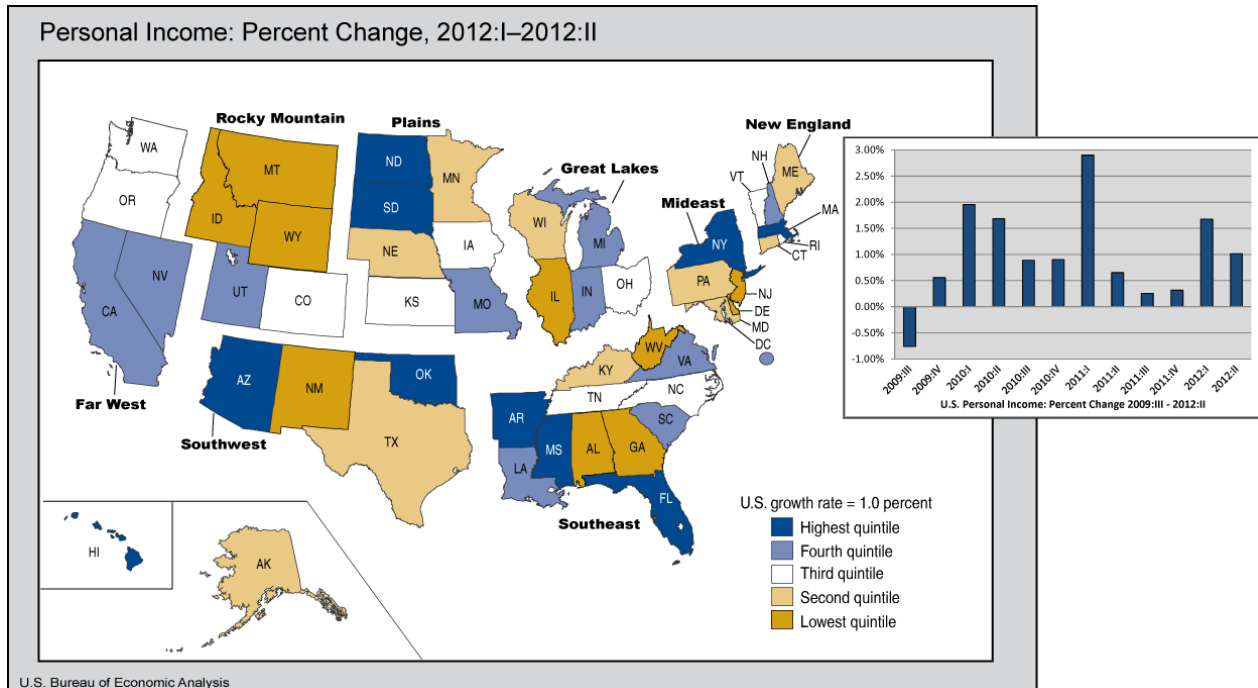 Personal Income: Percent Change, 2012:I–2012:II
Rocky Mountain
Plains
New England
Great Lakes
Mideast
Far West
Southwest
Southeast
WA
OR
CA
NV
ID
MT
WY
UT
CO
ND
SD
NE
KS
MN
IA
MO
WI
IL
MI
IN
OH
NY
PA
NJ
DE
MD
DC
VT
NH
ME
MA
RI
CT
AZ
NM
OK
TX
AR
LA
MS
AL
GA
FL
KY
TN
WV
VA
NC
SC
HI
AK
U.S. growth rate = 1.0 percent
Highest quintile
Fourth quintile
Third quintile
Second quintile
Lowest quintile
U.S. Bureau of Economic Analysis
3.00%
2.50%
2.00%
1.50%
1.00%
0.50%
0.00%
-0.50%
-1.00%
2009:III
2009:IV
2010:I
2010:II
2010:III
2010:IV
2011:I
2011:II
2011:III
2011:IV
2012:I
2012:II
U.S. Personal Income: Percent Change 2009:III - 2012:II